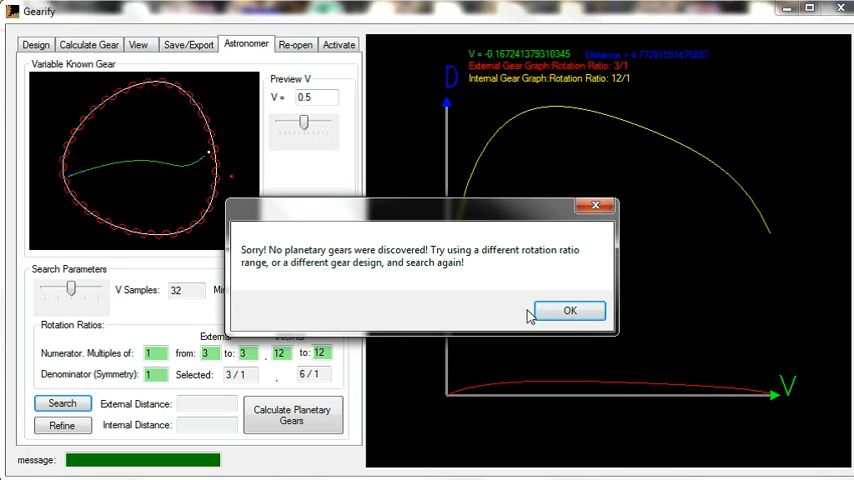 Gearify
Design Calculate Gear View Save/Export Astronomer Re-open Activate
Variable Known Gear
Preview V
V = 0.5
V = -0.167241379310345
External Gear Graph:Rotation Ratio: 3/1
Internal Gear Graph:Rotation Ratio: 12/1
D
Sorry! No planetary gears were discovered! Try using a different rotation ratio
range, or a different gear design, and search again!
OK
Search Parameters
V Samples: 32
Rotation Ratios:
Numerator. Multiples of: 1 from: 3 to: 3 , 12 to: 12
Denominator (Symmetry): 1 Selected: 3 / 1 , 6 / 1
Search External Distance:
Refine Internal Distance:
Calculate Planetary
Gears
V
message: